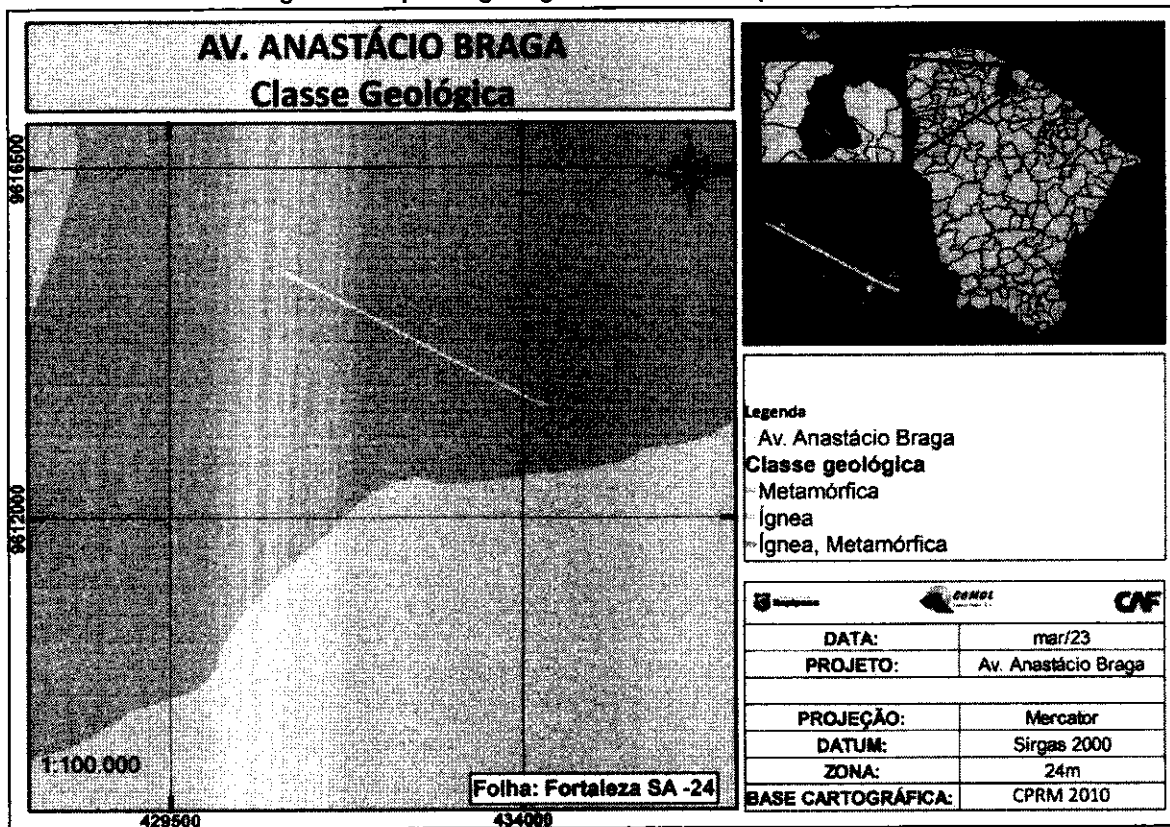 AV. ANASTÁCIO BRAGA
Classe Geológica
9616500
9612000
1:100.000
Folha: Fortaleza SA -24
429500
434000
Legenda
Av. Anastácio Braga
Classe geológica
Metamórfica
Ígnea
Ígnea, Metamórfica
COMOL
CAF
DATA: mar/23
PROJETO: Av. Anastácio Braga
PROJEÇÃO: Mercator
DATUM: Sirgas 2000
ZONA: 24m
BASE CARTOGRÁFICA: CPRM 2010